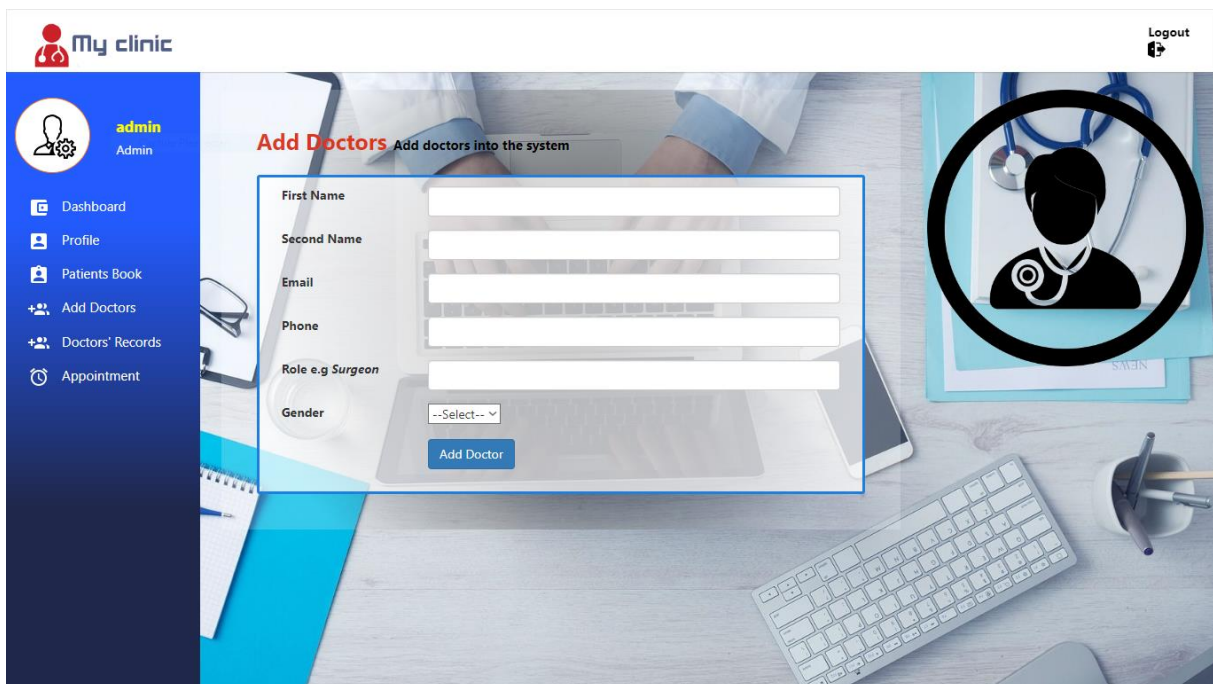 My clinic
Logout
admin
Admin
Dashboard
Profile
Patients Book
Add Doctors
Doctors' Records
Appointment
Add Doctors Add doctors into the system
First Name
Second Name
Email
Phone
Role e.g Surgeon
Gender
--Select--
Add Doctor
NEWS